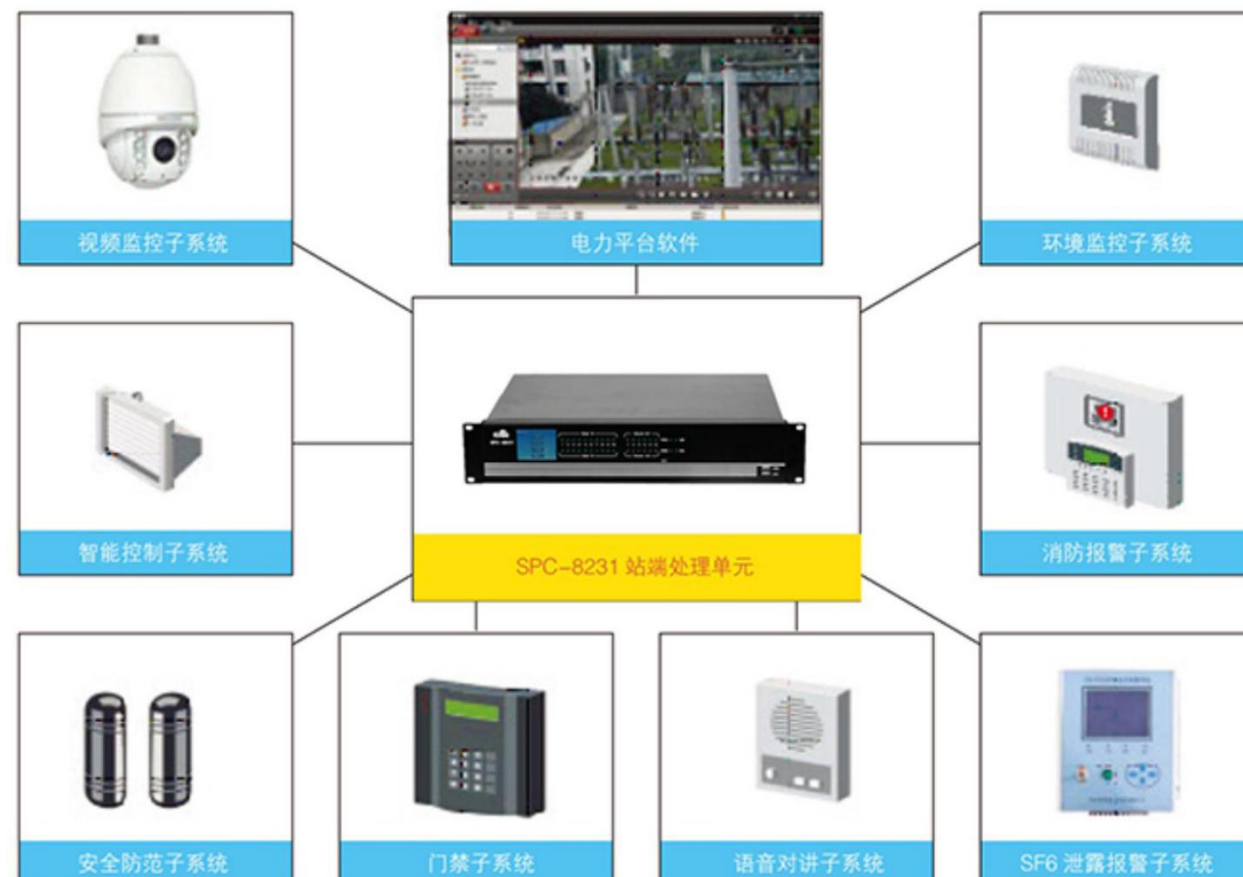 视频监控子系统
电力平台软件
环境监控子系统
智能控制子系统
SPC-8231 站端处理单元
消防报警子系统
安全防范子系统
门禁子系统
语音对讲子系统
SF6 泄露报警子系统